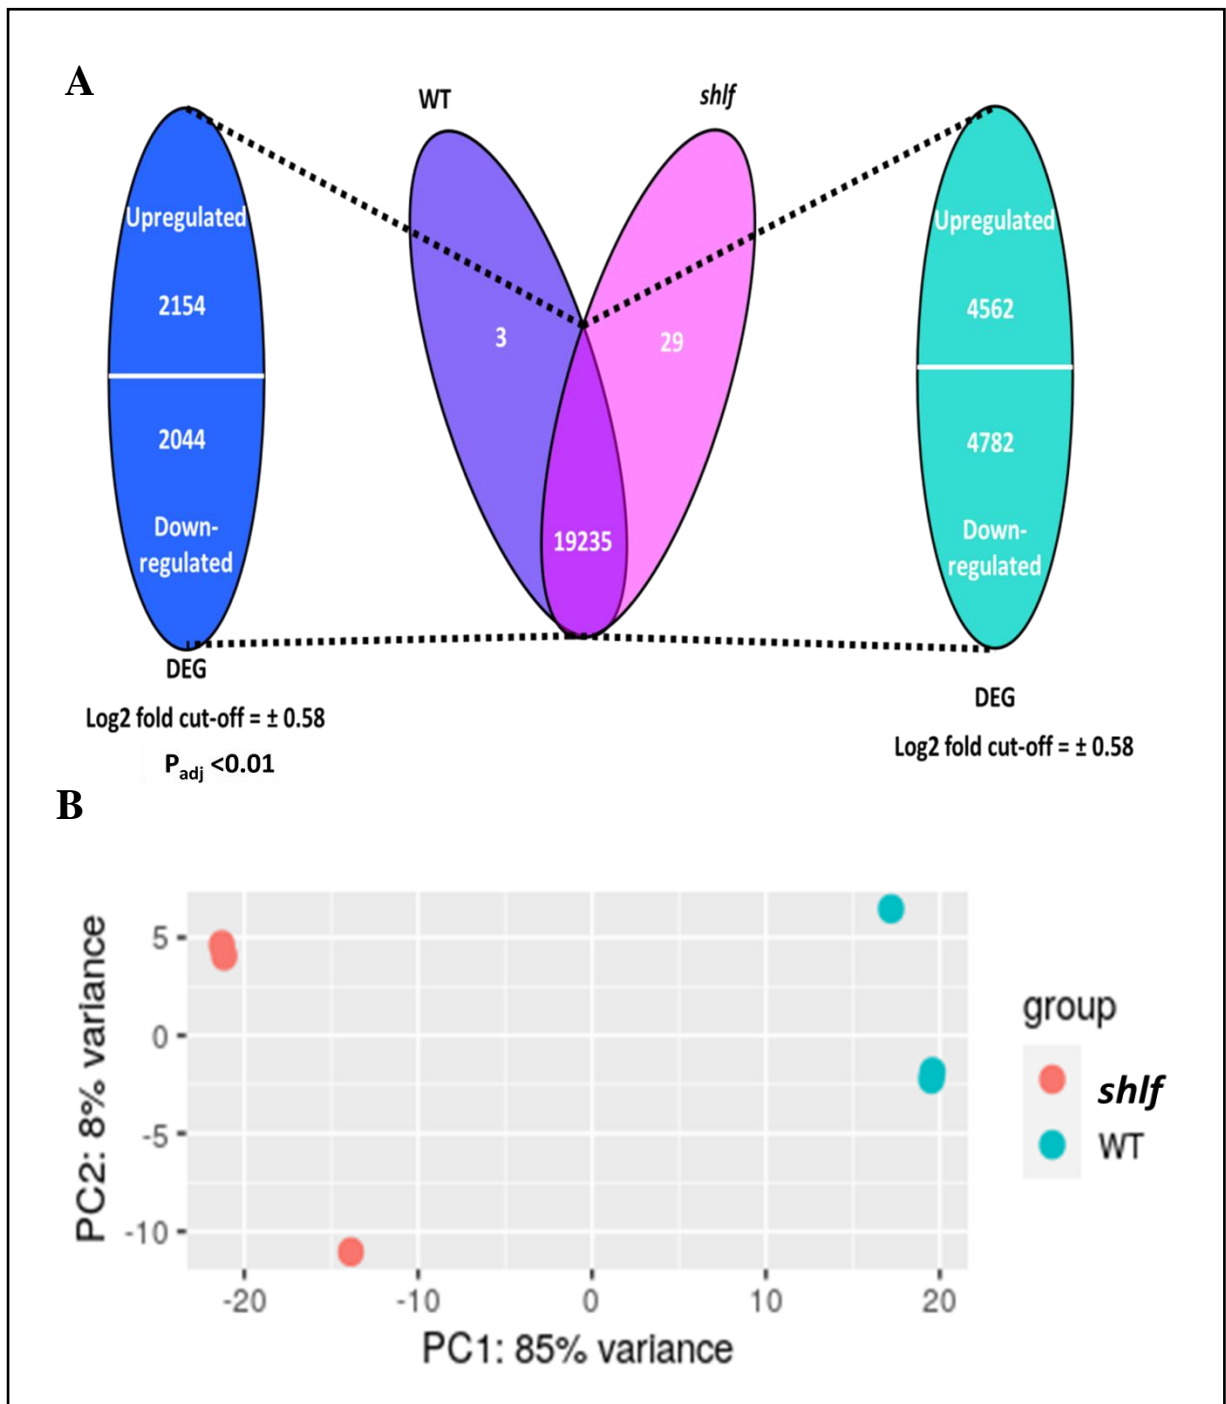 A
WT
shlf
Upregulated
2154
2044
Down-
regulated
DEG
Log2 fold cut-off = ± 0.58
Padj <0.01
3
29
19235
Upregulated
4562
4782
Down-
regulated
DEG
Log2 fold cut-off = ± 0.58
B
PC2: 8% variance
5
0
-5
-10
-20
-10
0
10
20
PC1: 85% variance
group
shlf
WT